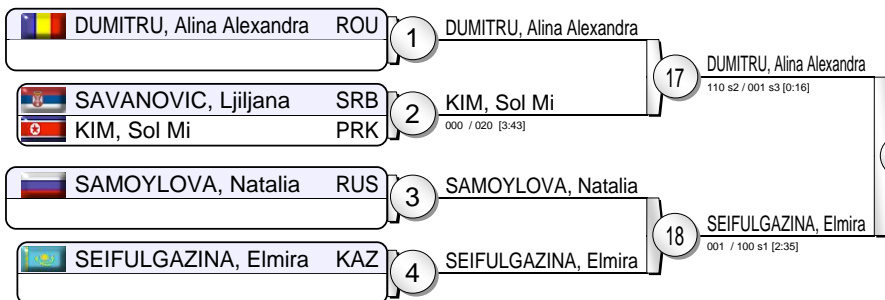 DUMITRU, Alina Alexandra ROU
1
DUMITRU, Alina Alexandra
17
DUMITRU, Alina Alexandra
110 s2 / 001 s3 [0:16]
SAVANOVIC, Ljiljana SRB
KIM, Sol Mi PRK
2
KIM, Sol Mi
000 / 020 [3:43]
SAMOYLOVA, Natalia RUS
3
SAMOYLOVA, Natalia
18
SEIFULGAZINA, Elmira
001 / 100 s1 [2:35]
SEIFULGAZINA, Elmira KAZ
4
SEIFULGAZINA, Elmira